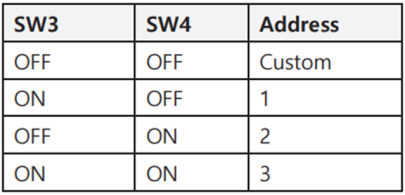 SW3 SW4 Address
OFF OFF Custom
ON OFF 1
OFF ON 2
ON ON 3